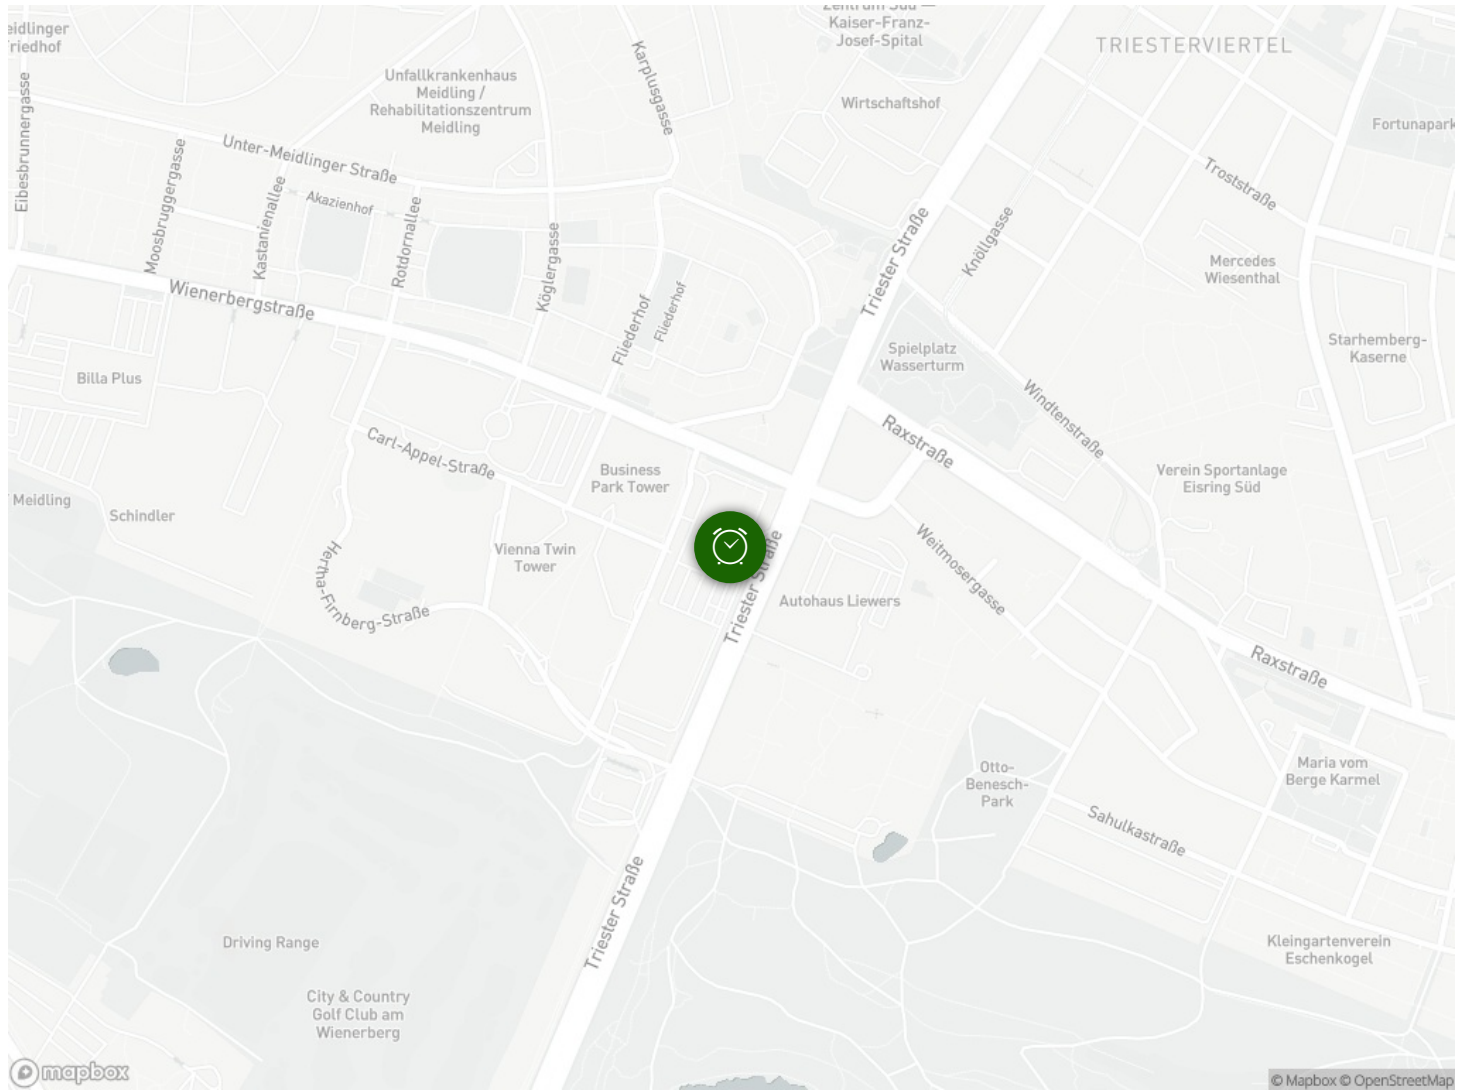 Zentrum Süd —
Kaiser-Franz-
Josef-Spital
TRIESTERVIERTEL
eidlinger
riedhof
Karplusgasse
Unfallkrankenhaus
Meidling /
Rehabilitationszentrum
Meidling
Wirtschaftshof
Fortunapark
Eibesbrunnergasse
Unter-Meidlinger Straße
Moosbruggergasse
Kastanienallee
Akazienhof
Rotdornallee
Köglergasse
Troststraße
Triester Straße
Knöllgasse
Mercedes
Wiesenthal
Wienerbergstraße
Fliederhof
Fliederhof
Spielplatz
Wasserturm
Starhemberg-
Kaserne
Billa Plus
Windtenstraße
Raxstraße
Carl-Appel-Straße
Business
Park Tower
Verein Sportanlage
Eisring Süd
Meidling
Schindler
Vienna Twin
Tower
Weitmosergasse
Triester Straße
Hertha-Firnberg-Straße
Autohaus Liewers
Raxstraße
Otto-
Benesch-
Park
Maria vom
Berge Karmel
Sahulkastraße
Triester Straße
Driving Range
Kleingartenverein
Eschenkogel
City & Country
Golf Club am
Wienerberg
mapbox
© Mapbox © OpenStreetMap